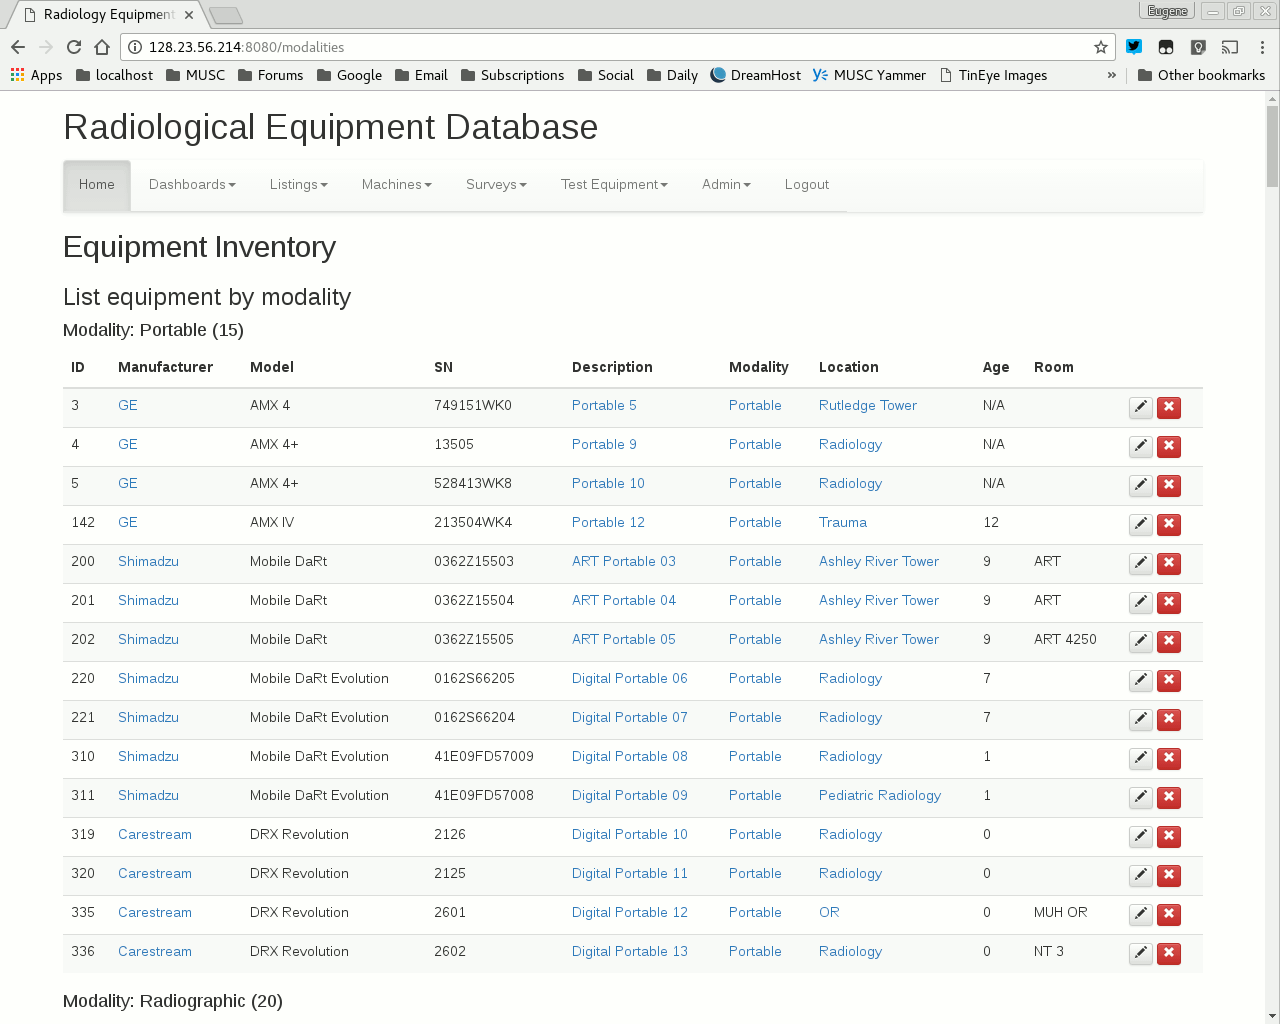 Radiology Equipment
Eugene
128.23.56.214:8080/modalities
Apps localhost MUSC Forums Google Email Subscriptions Social Daily DreamHost MUSC Yammer TinEye Images » Other bookmarks
Radiological Equipment Database
Home Dashboards Listings Machines Surveys Test Equipment Admin Logout
Equipment Inventory
List equipment by modality
Modality: Portable (15)
ID Manufacturer Model SN Description Modality Location Age Room
3 GE AMX 4 749151WK0 Portable 5 Portable Rutledge Tower N/A
4 GE AMX 4+ 13505 Portable 9 Portable Radiology N/A
5 GE AMX 4+ 528413WK8 Portable 10 Portable Radiology N/A
142 GE AMX IV 213504WK4 Portable 12 Portable Trauma 12
200 Shimadzu Mobile DaRt 0362Z15503 ART Portable 03 Portable Ashley River Tower 9 ART
201 Shimadzu Mobile DaRt 0362Z15504 ART Portable 04 Portable Ashley River Tower 9 ART
202 Shimadzu Mobile DaRt 0362Z15505 ART Portable 05 Portable Ashley River Tower 9 ART 4250
220 Shimadzu Mobile DaRt Evolution 0162S66205 Digital Portable 06 Portable Radiology 7
221 Shimadzu Mobile DaRt Evolution 0162S66204 Digital Portable 07 Portable Radiology 7
310 Shimadzu Mobile DaRt Evolution 41E09FD57009 Digital Portable 08 Portable Radiology 1
311 Shimadzu Mobile DaRt Evolution 41E09FD57008 Digital Portable 09 Portable Pediatric Radiology 1
319 Carestream DRX Revolution 2126 Digital Portable 10 Portable Radiology 0
320 Carestream DRX Revolution 2125 Digital Portable 11 Portable Radiology 0
335 Carestream DRX Revolution 2601 Digital Portable 12 Portable OR 0 MUH OR
336 Carestream DRX Revolution 2602 Digital Portable 13 Portable Radiology 0 NT 3
Modality: Radiographic (20)